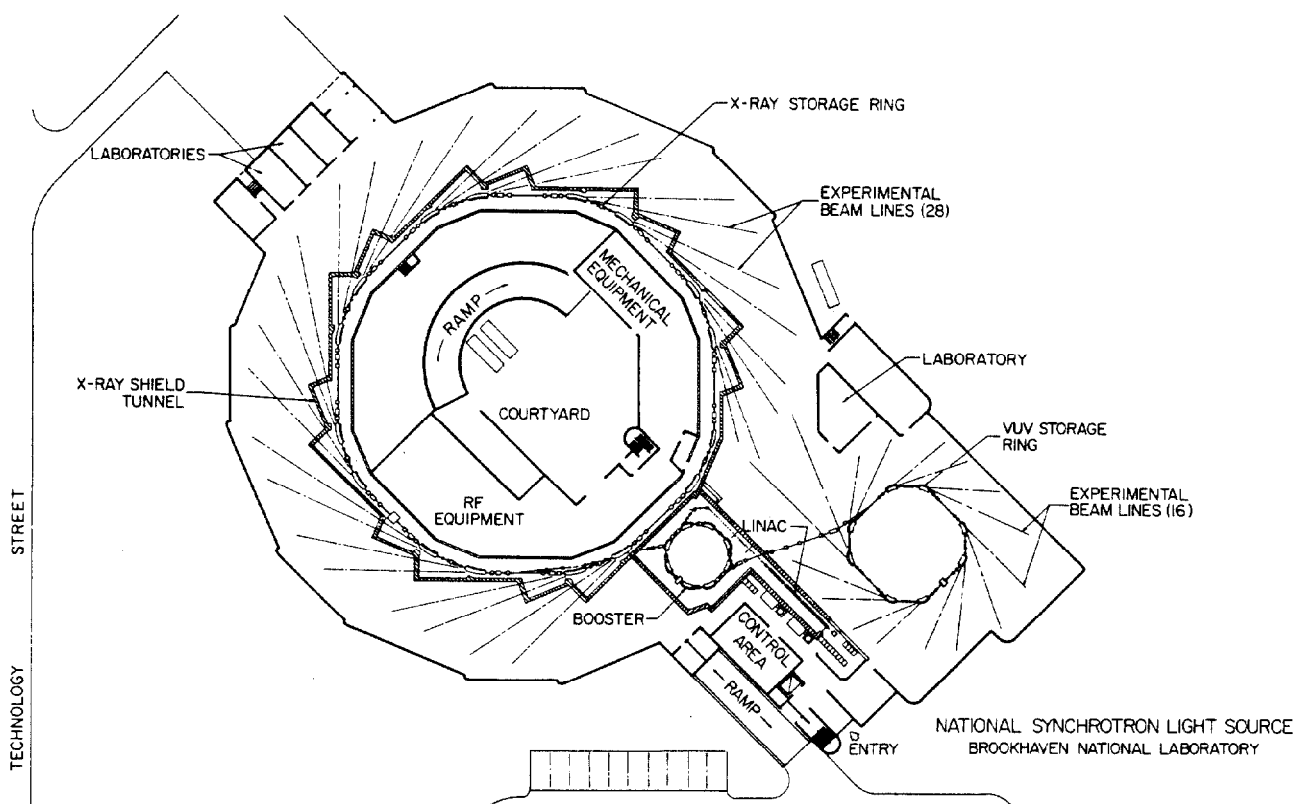 X-RAY STORAGE RING
LABORATORIES
EXPERIMENTAL
BEAM LINES (28)
MECHANICAL
EQUIPMENT
RAMP
LABORATORY
X-RAY SHIELD
TUNNEL
COURTYARD
VUV STORAGE
RING
RF
EQUIPMENT
LINAC
EXPERIMENTAL
BEAM LINES (16)
BOOSTER
CONTROL
AREA
RAMP
ENTRY
TECHNOLOGY STREET
NATIONAL SYNCHROTRON LIGHT SOURCE
BROOKHAVEN NATIONAL LABORATORY